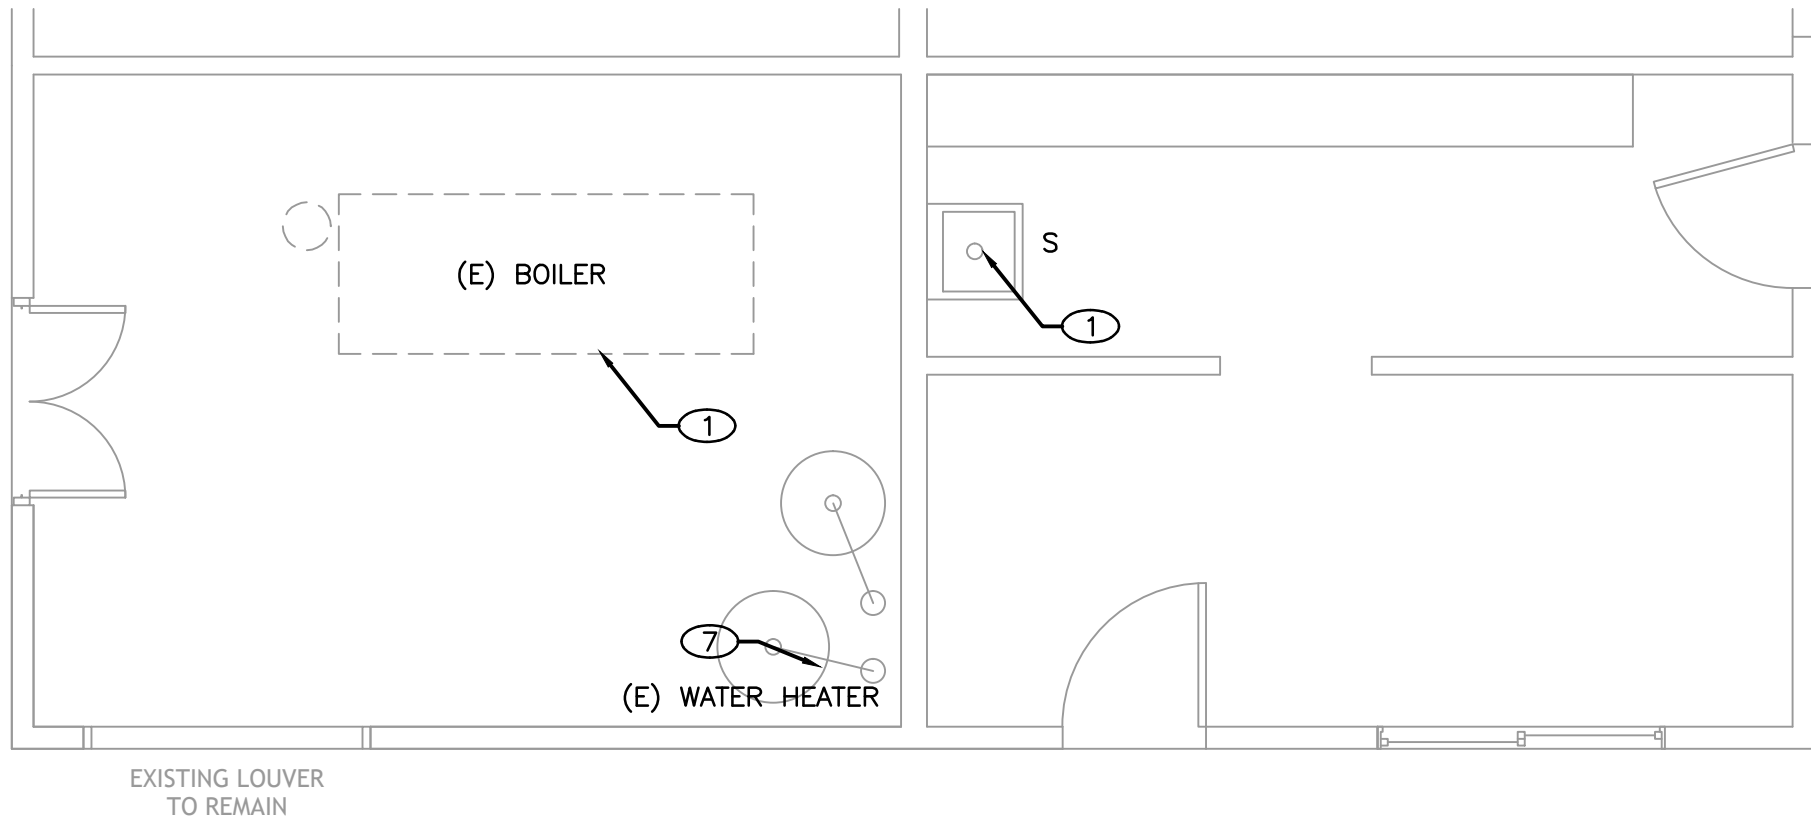 S
(E) BOILER
1
1
7
(E) WATER HEATER
EXISTING LOUVER
TO REMAIN